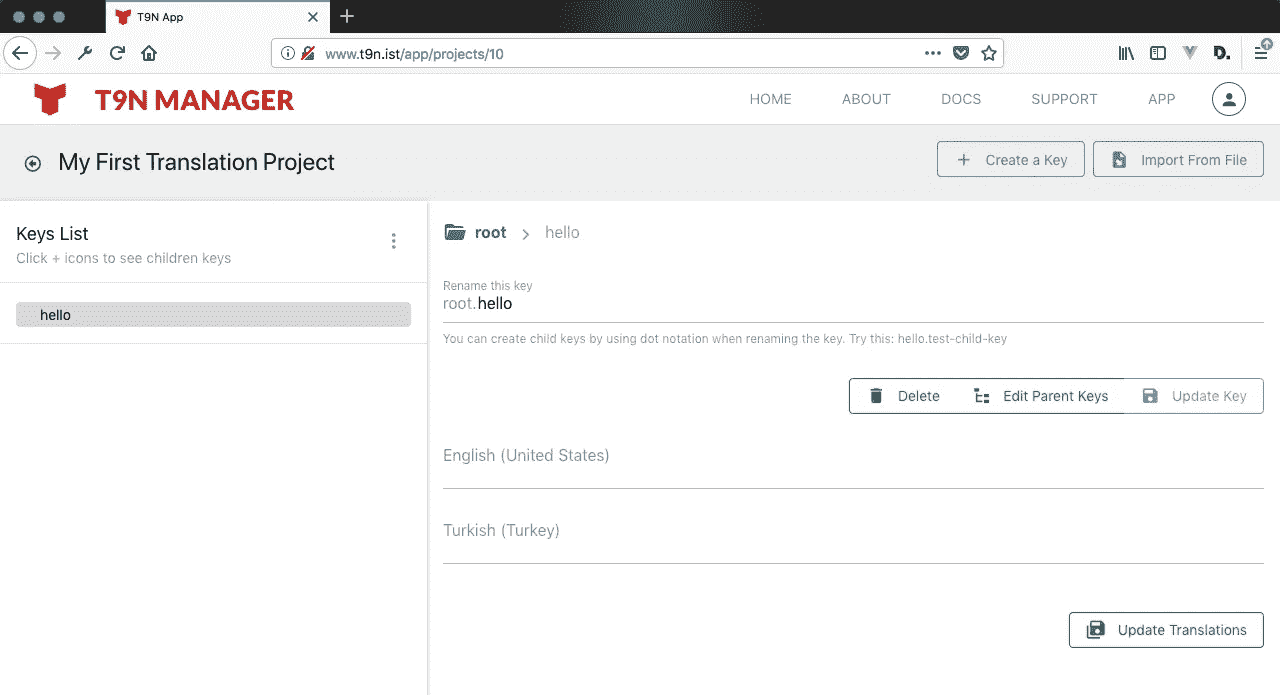 T9N App
www.t9n.ist/app/projects/10
D.
T9N MANAGER
HOME ABOUT DOCS SUPPORT APP
My First Translation Project
Create a Key Import From File
Keys List
Click + icons to see children keys
hello
root > hello
Rename this key
root.hello
You can create child keys by using dot notation when renaming the key. Try this: hello.test-child-key
Delete Edit Parent Keys Update Key
English (United States)
Turkish (Turkey)
Update Translations